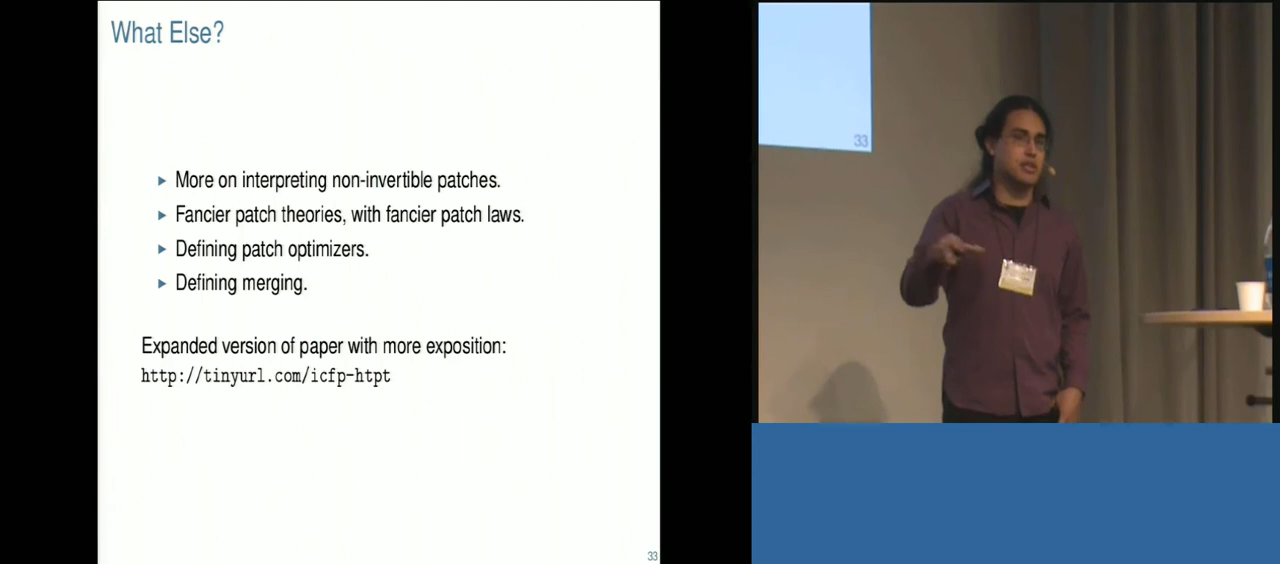 What Else?
▶ More on interpreting non-invertible patches.
▶ Fancier patch theories, with fancier patch laws.
▶ Defining patch optimizers.
▶ Defining merging.
Expanded version of paper with more exposition:
http://tinyurl.com/icfp-htpt
33
33